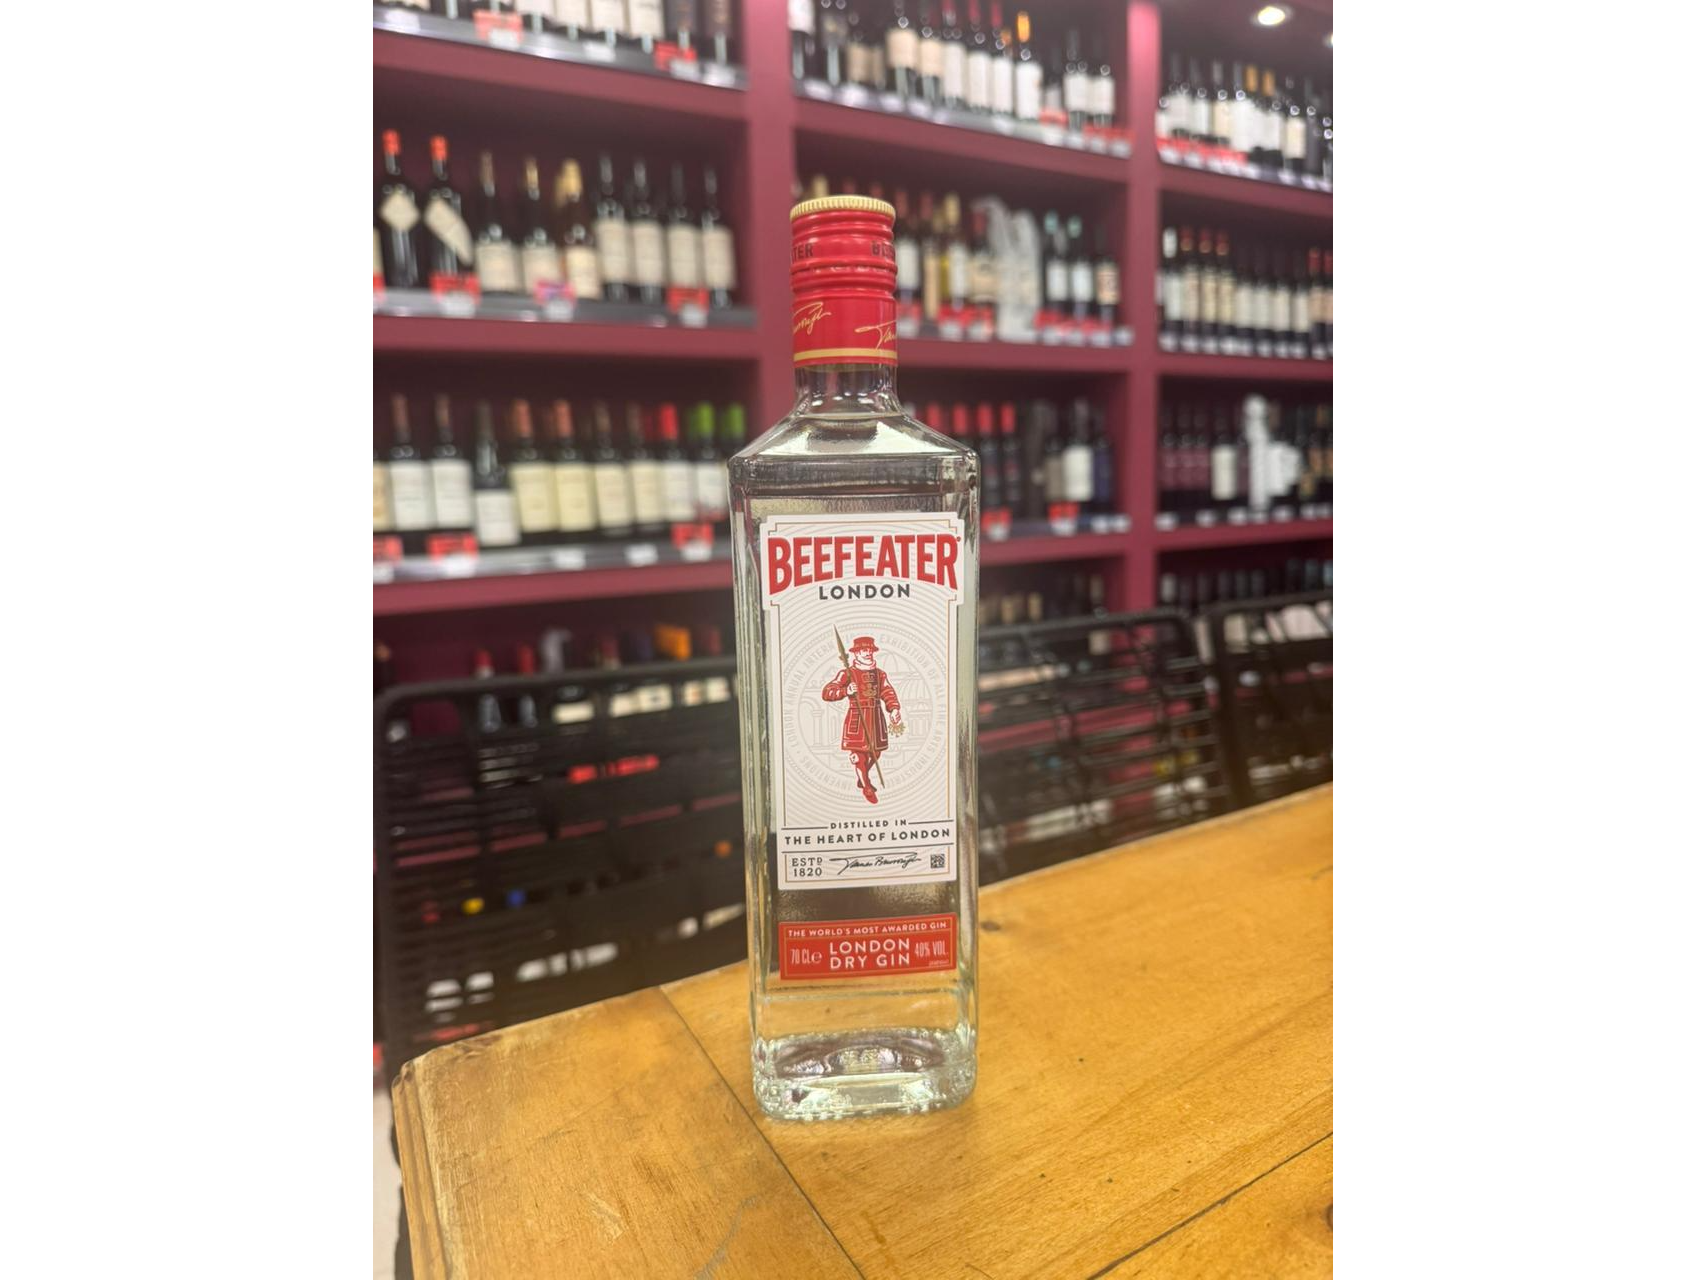 BEEFEATER
LONDON
DISTILLED IN
THE HEART OF LONDON
ESTD
1820
THE WORLD'S MOST AWARDED GIN
70 CL e LONDON DRY GIN 40% VOL.